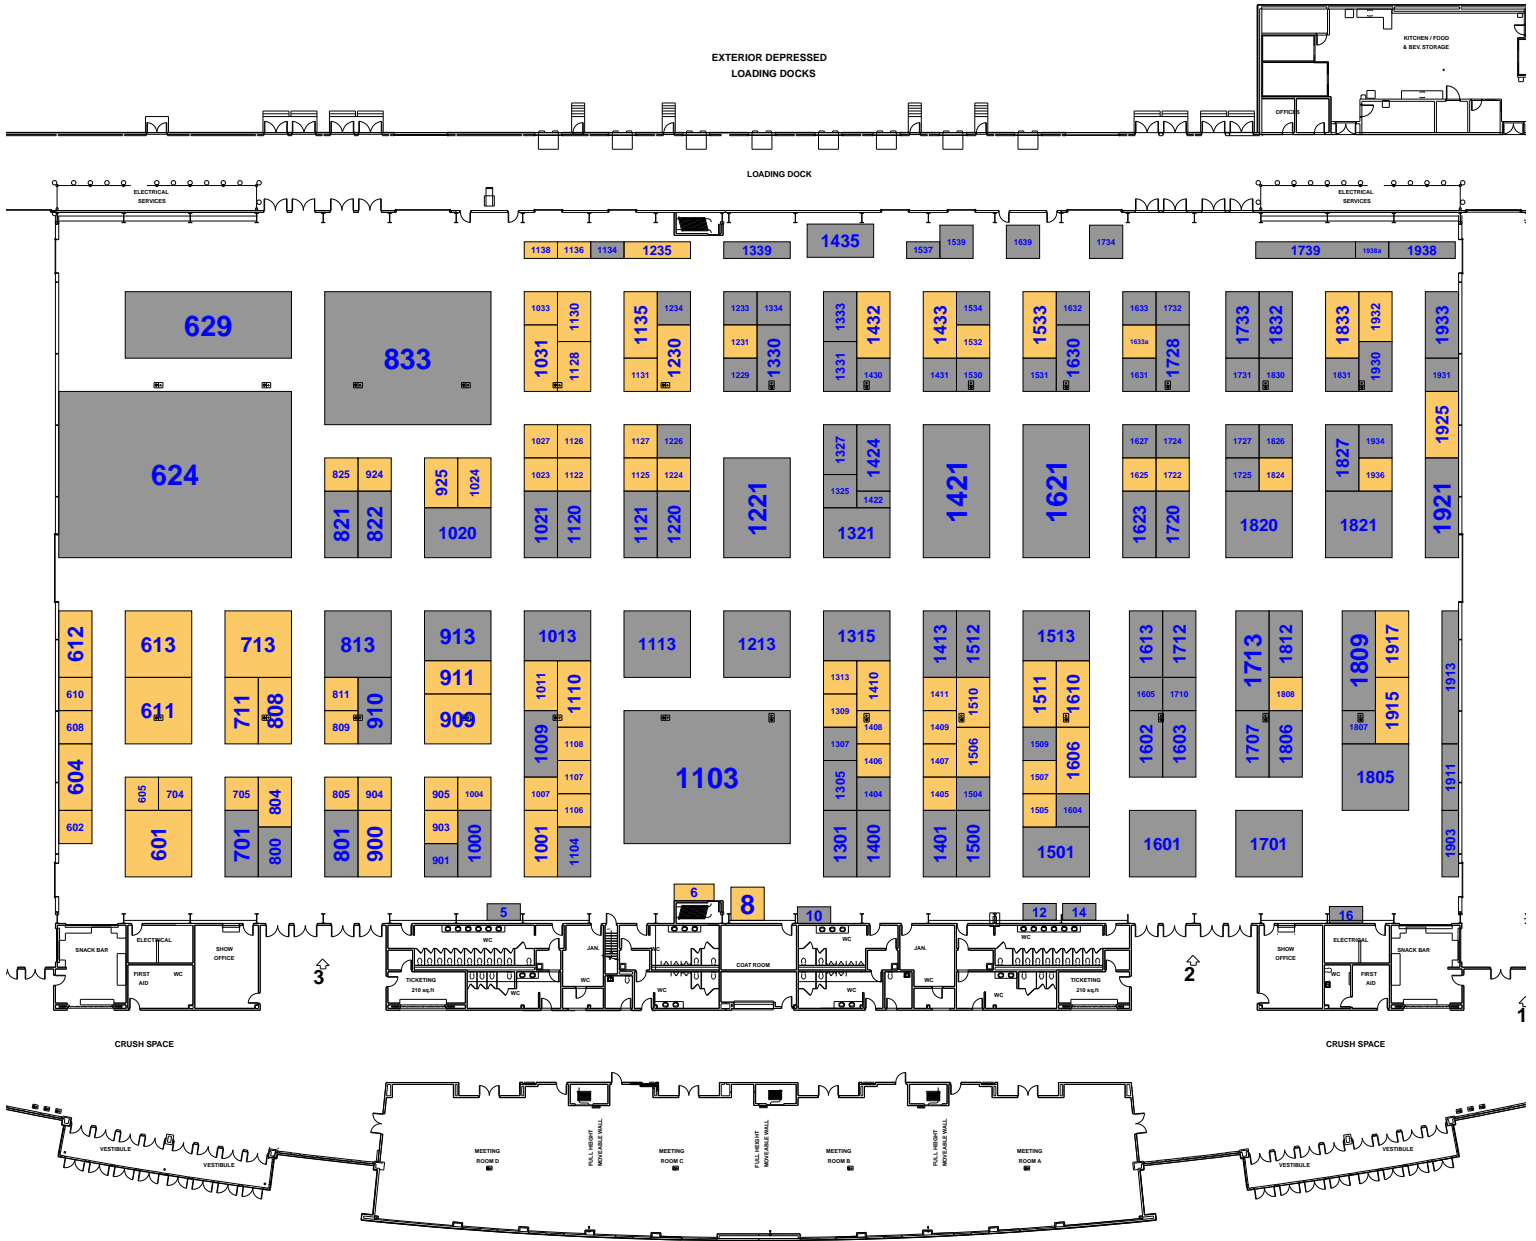 KITCHEN / FOOD
& BEV. STORAGE
EXTERIOR DEPRESSED
LOADING DOCKS
OFFICES
LOADING DOCK
ELECTRICAL
SERVICES
ELECTRICAL
SERVICES
1138 1136 1134 1235 1339 1435 1537 1539 1639 1734 1739 1938a 1938
629 833 1033 1130 1135 1234 1233 1334 1333 1432 1433 1534 1533 1632 1633 1732 1733 1832 1833 1932 1933
1031 1128 1131 1230 1231 1330 1229 1331 1430 1532 1431 1530 1531 1630 1633a 1631 1728 1731 1830 1831 1930 1931
624 1925
825 924 925 1024 1027 1126 1127 1226 1327 1424 1627 1724 1727 1826 1827 1934
1023 1122 1125 1224 1221 1325 1422 1421 1621 1625 1722 1725 1824 1936
821 822 1020 1021 1120 1121 1220 1321 1623 1720 1820 1821 1921
612 613 713 813 913 1013 1113 1213 1315 1413 1512 1513 1613 1712 1713 1812 1809 1917 1913
610 611 711 808 811 910 911 1011 1110 1313 1410 1411 1510 1511 1610 1605 1710 1808 1915
608 809 909 1009 1309 1408 1409 1807
604 1108 1307 1406 1407 1506 1509 1606 1602 1603 1707 1806
605 704 705 804 805 904 905 1004 1007 1107 1103 1305 1404 1405 1504 1507 1805 1911
602 601 701 800 801 900 903 901 1000 1001 1106 1104 1301 1400 1401 1500 1505 1604 1501 1601 1701 1903
5 6 8 10 12 14 16
SNACK BAR
ELECTRICAL
SHOW
OFFICE
FIRST
AID
WC
3
WC
TICKETING
210 sq.ft
WC
JAN.
WC
WC
WC
COAT ROOM
WC
WC
JAN.
WC
WC
WC
TICKETING
210 sq.ft
2
SHOW
OFFICE
ELECTRICAL
WC
FIRST
AID
SNACK BAR
1
CRUSH SPACE
CRUSH SPACE
VESTIBULE
VESTIBULE
MEETING
ROOM D
FULL HEIGHT
MOVEABLE WALL
MEETING
ROOM C
FULL HEIGHT
MOVEABLE WALL
MEETING
ROOM B
FULL HEIGHT
MOVEABLE WALL
MEETING
ROOM A
VESTIBULE
VESTIBULE